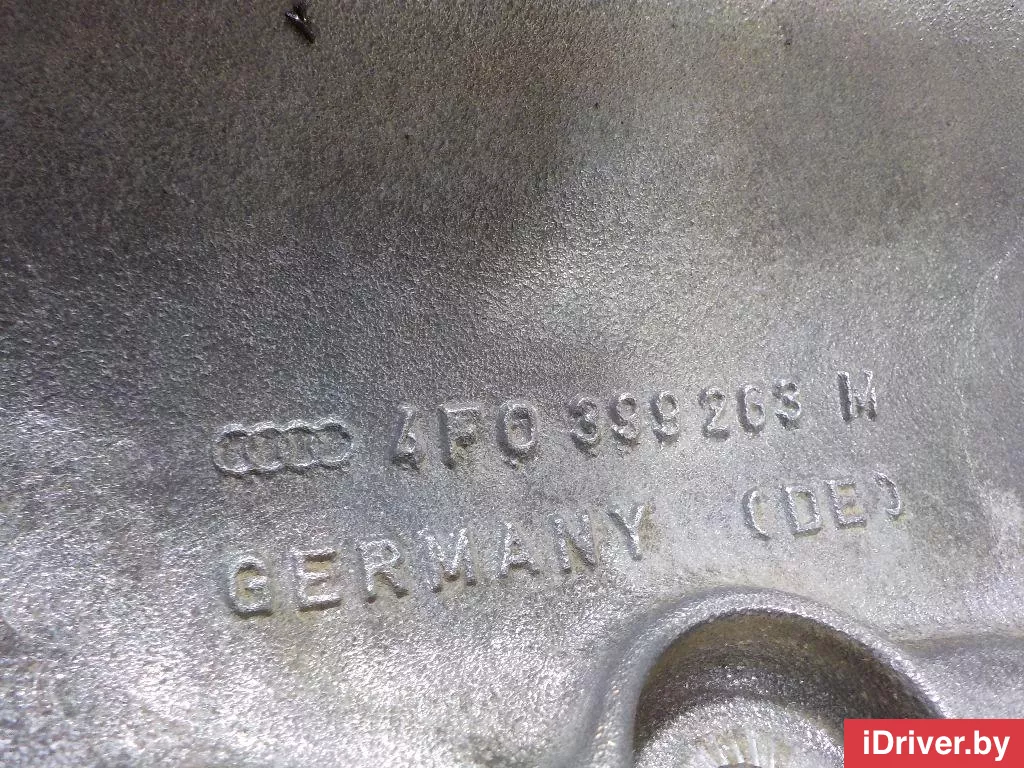 4F0 399 263 M
GERMANY (DE)
iDriver.by